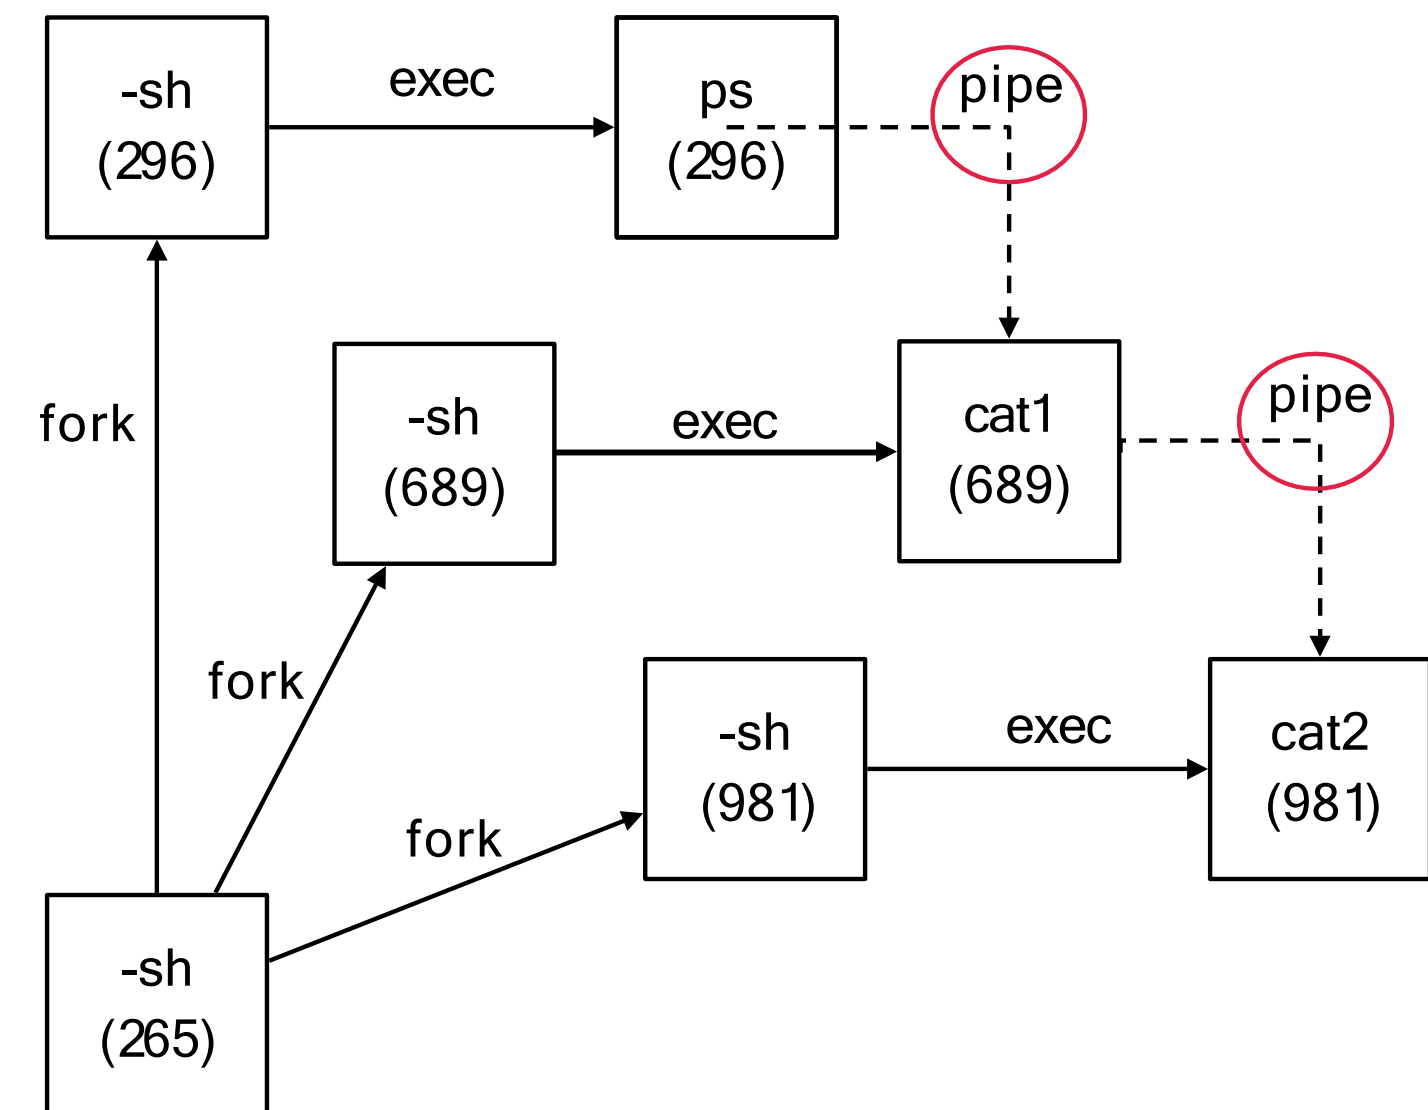 -sh
(296)
exec
ps
(296)
pipe
fork
-sh
(689)
exec
cat1
(689)
pipe
fork
-sh
(981)
exec
cat2
(981)
fork
-sh
(265)